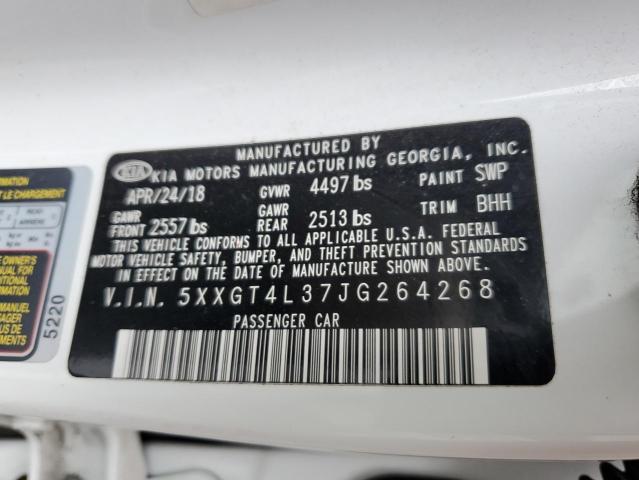 MANUFACTURED BY
KIA KIA MOTORS MANUFACTURING GEORGIA, INC.
APR/24/18 GVWR 4497 lbs PAINT SWP
GAWR FRONT 2557 lbs GAWR REAR 2513 lbs TRIM BHH
THIS VEHICLE CONFORMS TO ALL APPLICABLE U.S.A. FEDERAL
MOTOR VEHICLE SAFETY, BUMPER, AND THEFT PREVENTION STANDARDS
IN EFFECT ON THE DATE OF MANUFACTURE SHOWN ABOVE.
V.I.N. 5XXGT4L37JG264268
PASSENGER CAR
5220